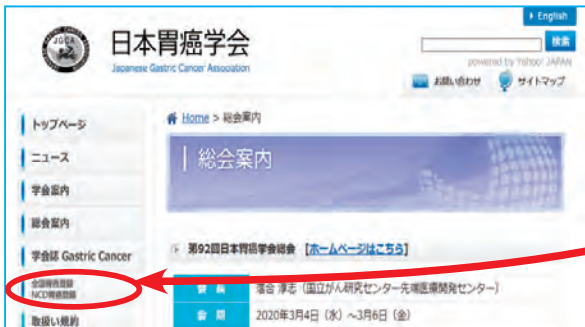 English
JGCA
日本胃癌学会
Japanese Gastric Cancer Association
検索
powered by Yahoo! JAPAN
お問い合わせ サイトマップ
トップページ
ニュース
学会案内
総会案内
学会誌 Gastric Cancer
全国胃癌登録
NCD胃癌登録
取扱い規約
Home > 総会案内
総会案内
第92回日本胃癌学会総会 [ホームページはこちら]
会 長
落合 淳志(国立がん研究センター先端医療開発センター)
会 期
2020年3月4日(水)~3月6日(金)